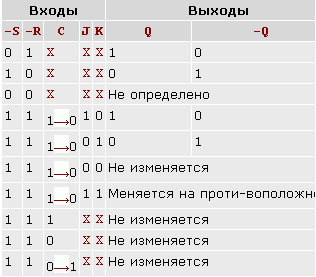 Входы Выходы
-S -R C J K Q -Q
0 1 X X X 1 0
1 0 X X X 0 1
0 0 X X X Не определено
1 1 1→0 1 0 1 0
1 1 1→0 0 1 0 1
1 1 1→0 0 0 Не изменяется
1 1 1→0 1 1 Меняется на проти-воположн
1 1 1 X X Не изменяется
1 1 0 X X Не изменяется
1 1 0→1 X X Не изменяется